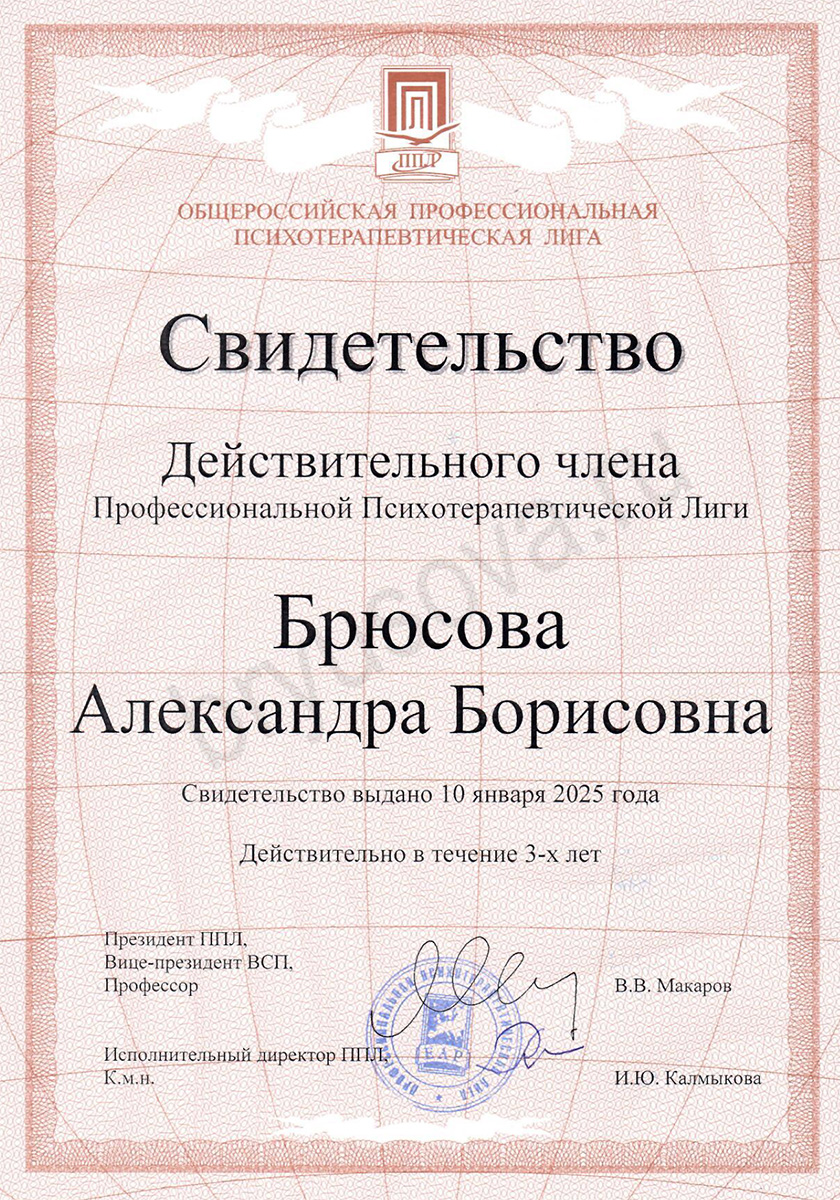 ППЛ
ОБЩЕРОССИЙСКАЯ ПРОФЕССИОНАЛЬНАЯ
ПСИХОТЕРАПЕВТИЧЕСКАЯ ЛИГА
Свидетельство
Действительного члена
Профессиональной Психотерапевтической Лиги
Брюсова
Александра Борисовна
Свидетельство выдано 10 января 2025 года
Действительно в течение 3-х лет
Президент ППЛ,
Вице-президент ВСП,
Профессор
В.В. Макаров
Исполнительный директор ППЛ,
К.м.н.
И.Ю. Калмыкова
ПРОФЕССИОНАЛЬНАЯ ПСИХОТЕРАПЕВТИЧЕСКАЯ ЛИГА
EAP
bryusova.ru